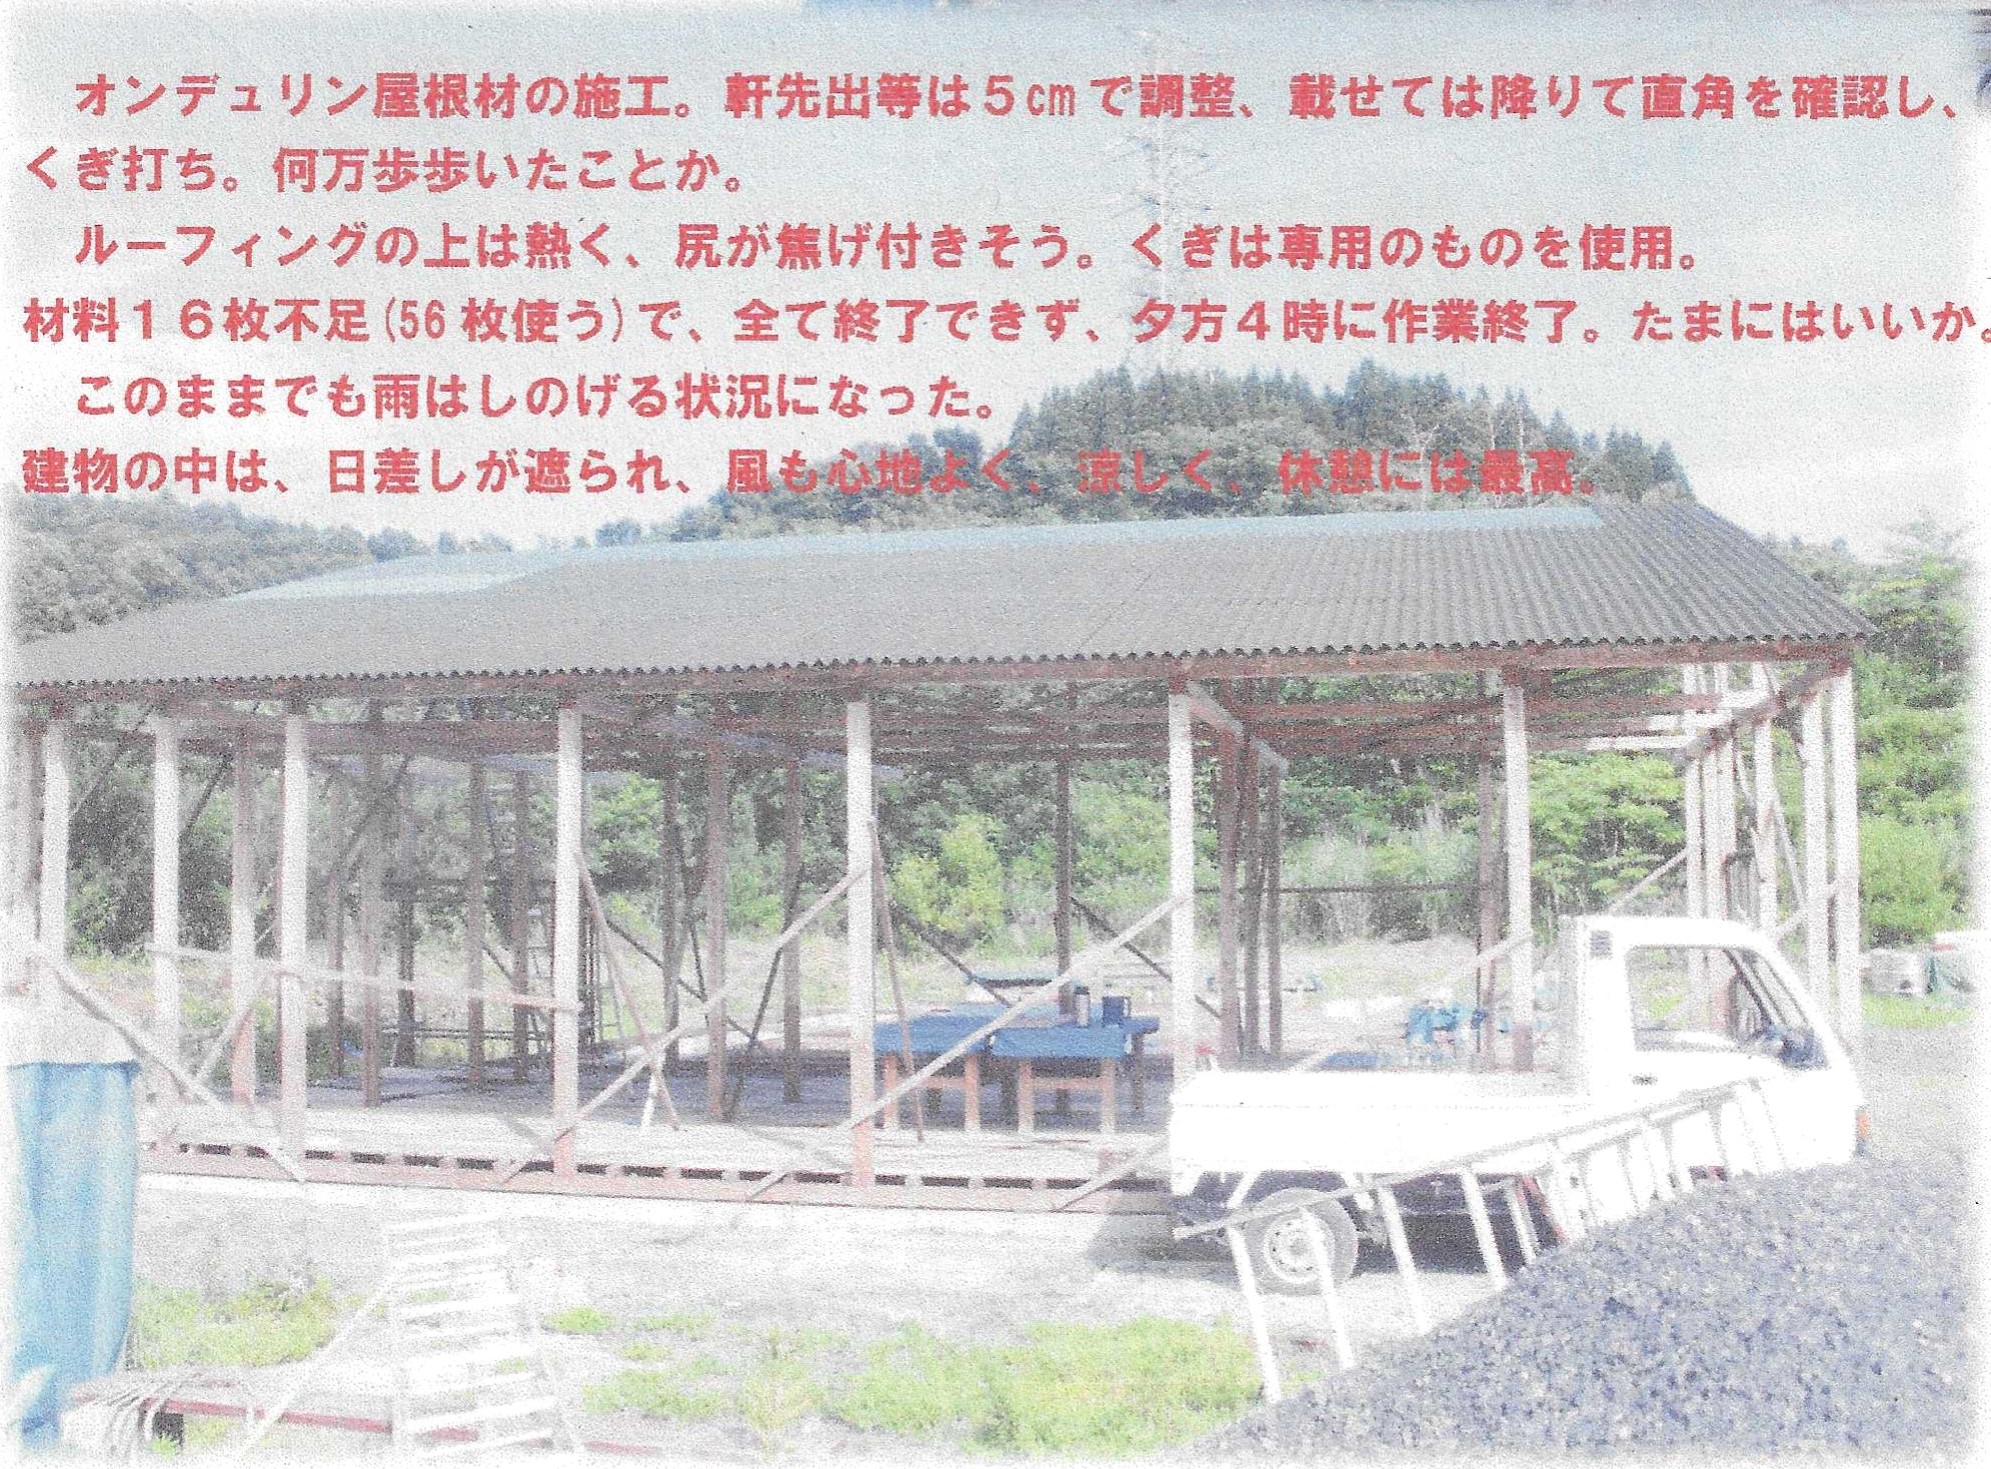 オンデュリン屋根材の施工。軒先出等は５㎝で調整、載せては降りて直角を確認し、
くぎ打ち。何万歩歩いたことか。
ルーフィングの上は熱く、尻が焦げ付きそう。くぎは専用のものを使用。
材料１６枚不足(56枚使う)で、全て終了できず、夕方４時に作業終了。たまにはいいか。
このままでも雨はしのげる状況になった。
建物の中は、日差しが遮られ、風も心地よく、涼しく、休憩には最高。